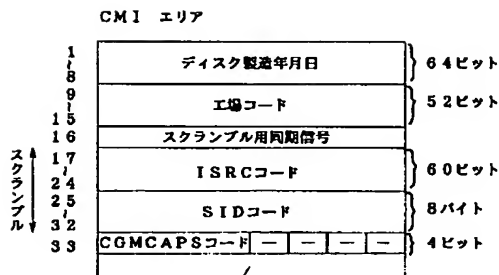 CMI エリア
1〜8 ディスク製造年月日 64ビット
9〜15 工場コード 52ビット
16 スクランブル用同期信号
スクランブル
17〜24 ISRCコード 60ビット
25〜32 SIDコード 8バイト
33 CGMCAPSコード ー ー ー ー 4ビット